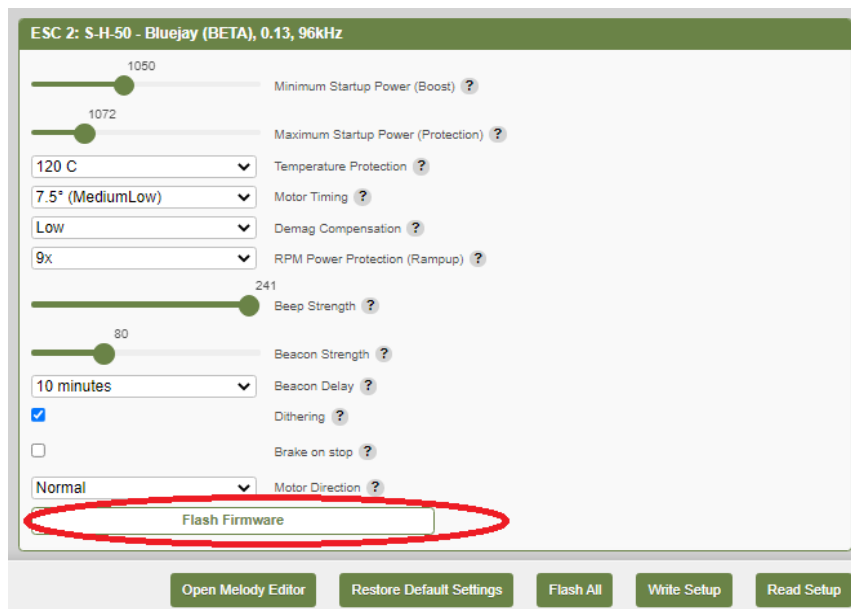 ESC 2: S-H-50 - Bluejay (BETA), 0.13, 96kHz
1050
Minimum Startup Power (Boost) ?
1072
Maximum Startup Power (Protection) ?
120 C Temperature Protection ?
7.5° (MediumLow) Motor Timing ?
Low Demag Compensation ?
9x RPM Power Protection (Rampup) ?
241
Beep Strength ?
80
Beacon Strength ?
10 minutes Beacon Delay ?
Dithering ?
Brake on stop ?
Normal Motor Direction ?
Flash Firmware
Open Melody Editor Restore Default Settings Flash All Write Setup Read Setup